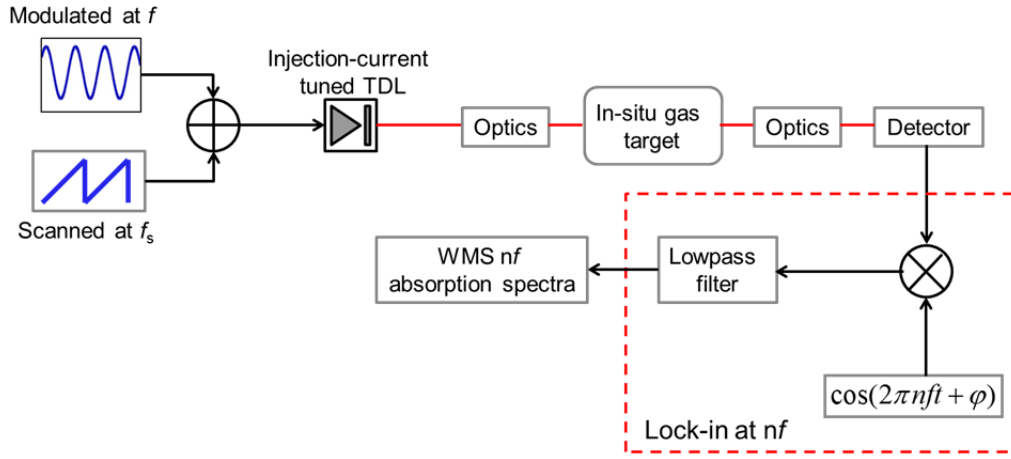 Modulated at f
Injection-current
tuned TDL
Optics
In-situ gas
target
Optics
Detector
Scanned at fs
WMS nf
absorption spectra
Lowpass
filter
cos(2πnft + φ)
Lock-in at nf